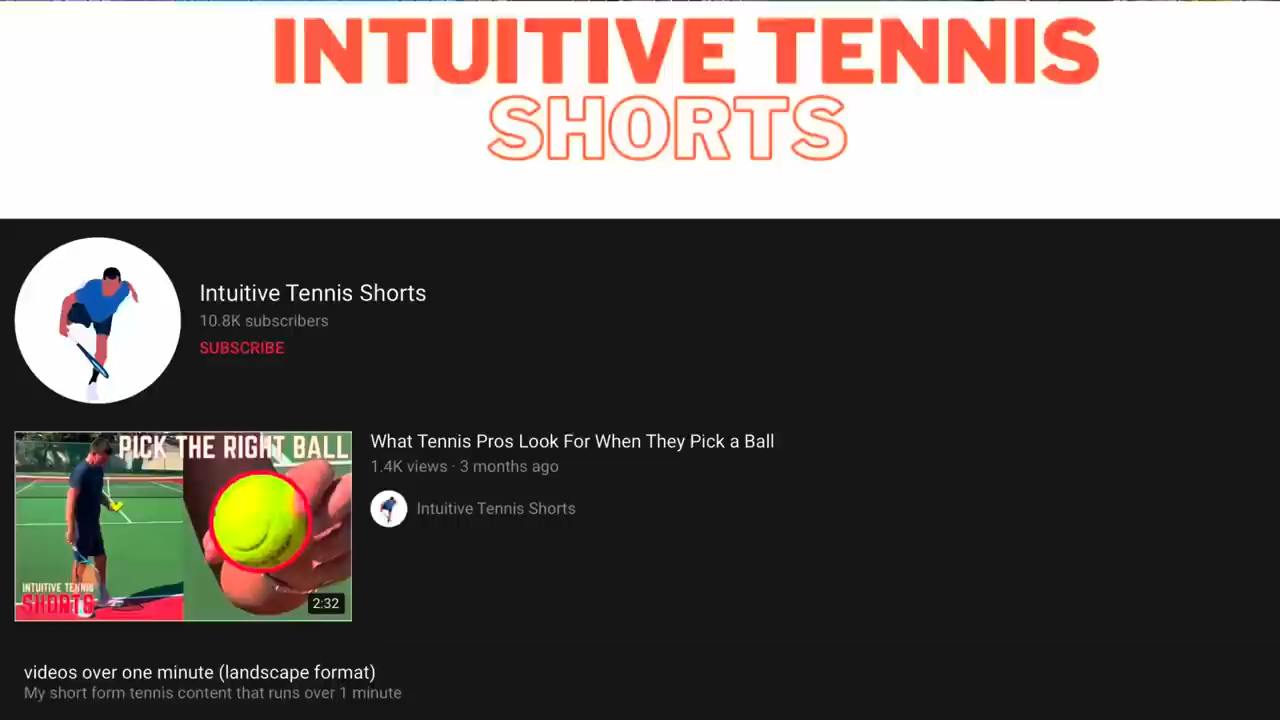 INTUITIVE TENNIS
SHORTS
Intuitive Tennis Shorts
10.8K subscribers
SUBSCRIBE
PICK THE RIGHT BALL
INTUITIVE TENNIS
SHORTS
2:32
What Tennis Pros Look For When They Pick a Ball
1.4K views · 3 months ago
Intuitive Tennis Shorts
videos over one minute (landscape format)
My short form tennis content that runs over 1 minute